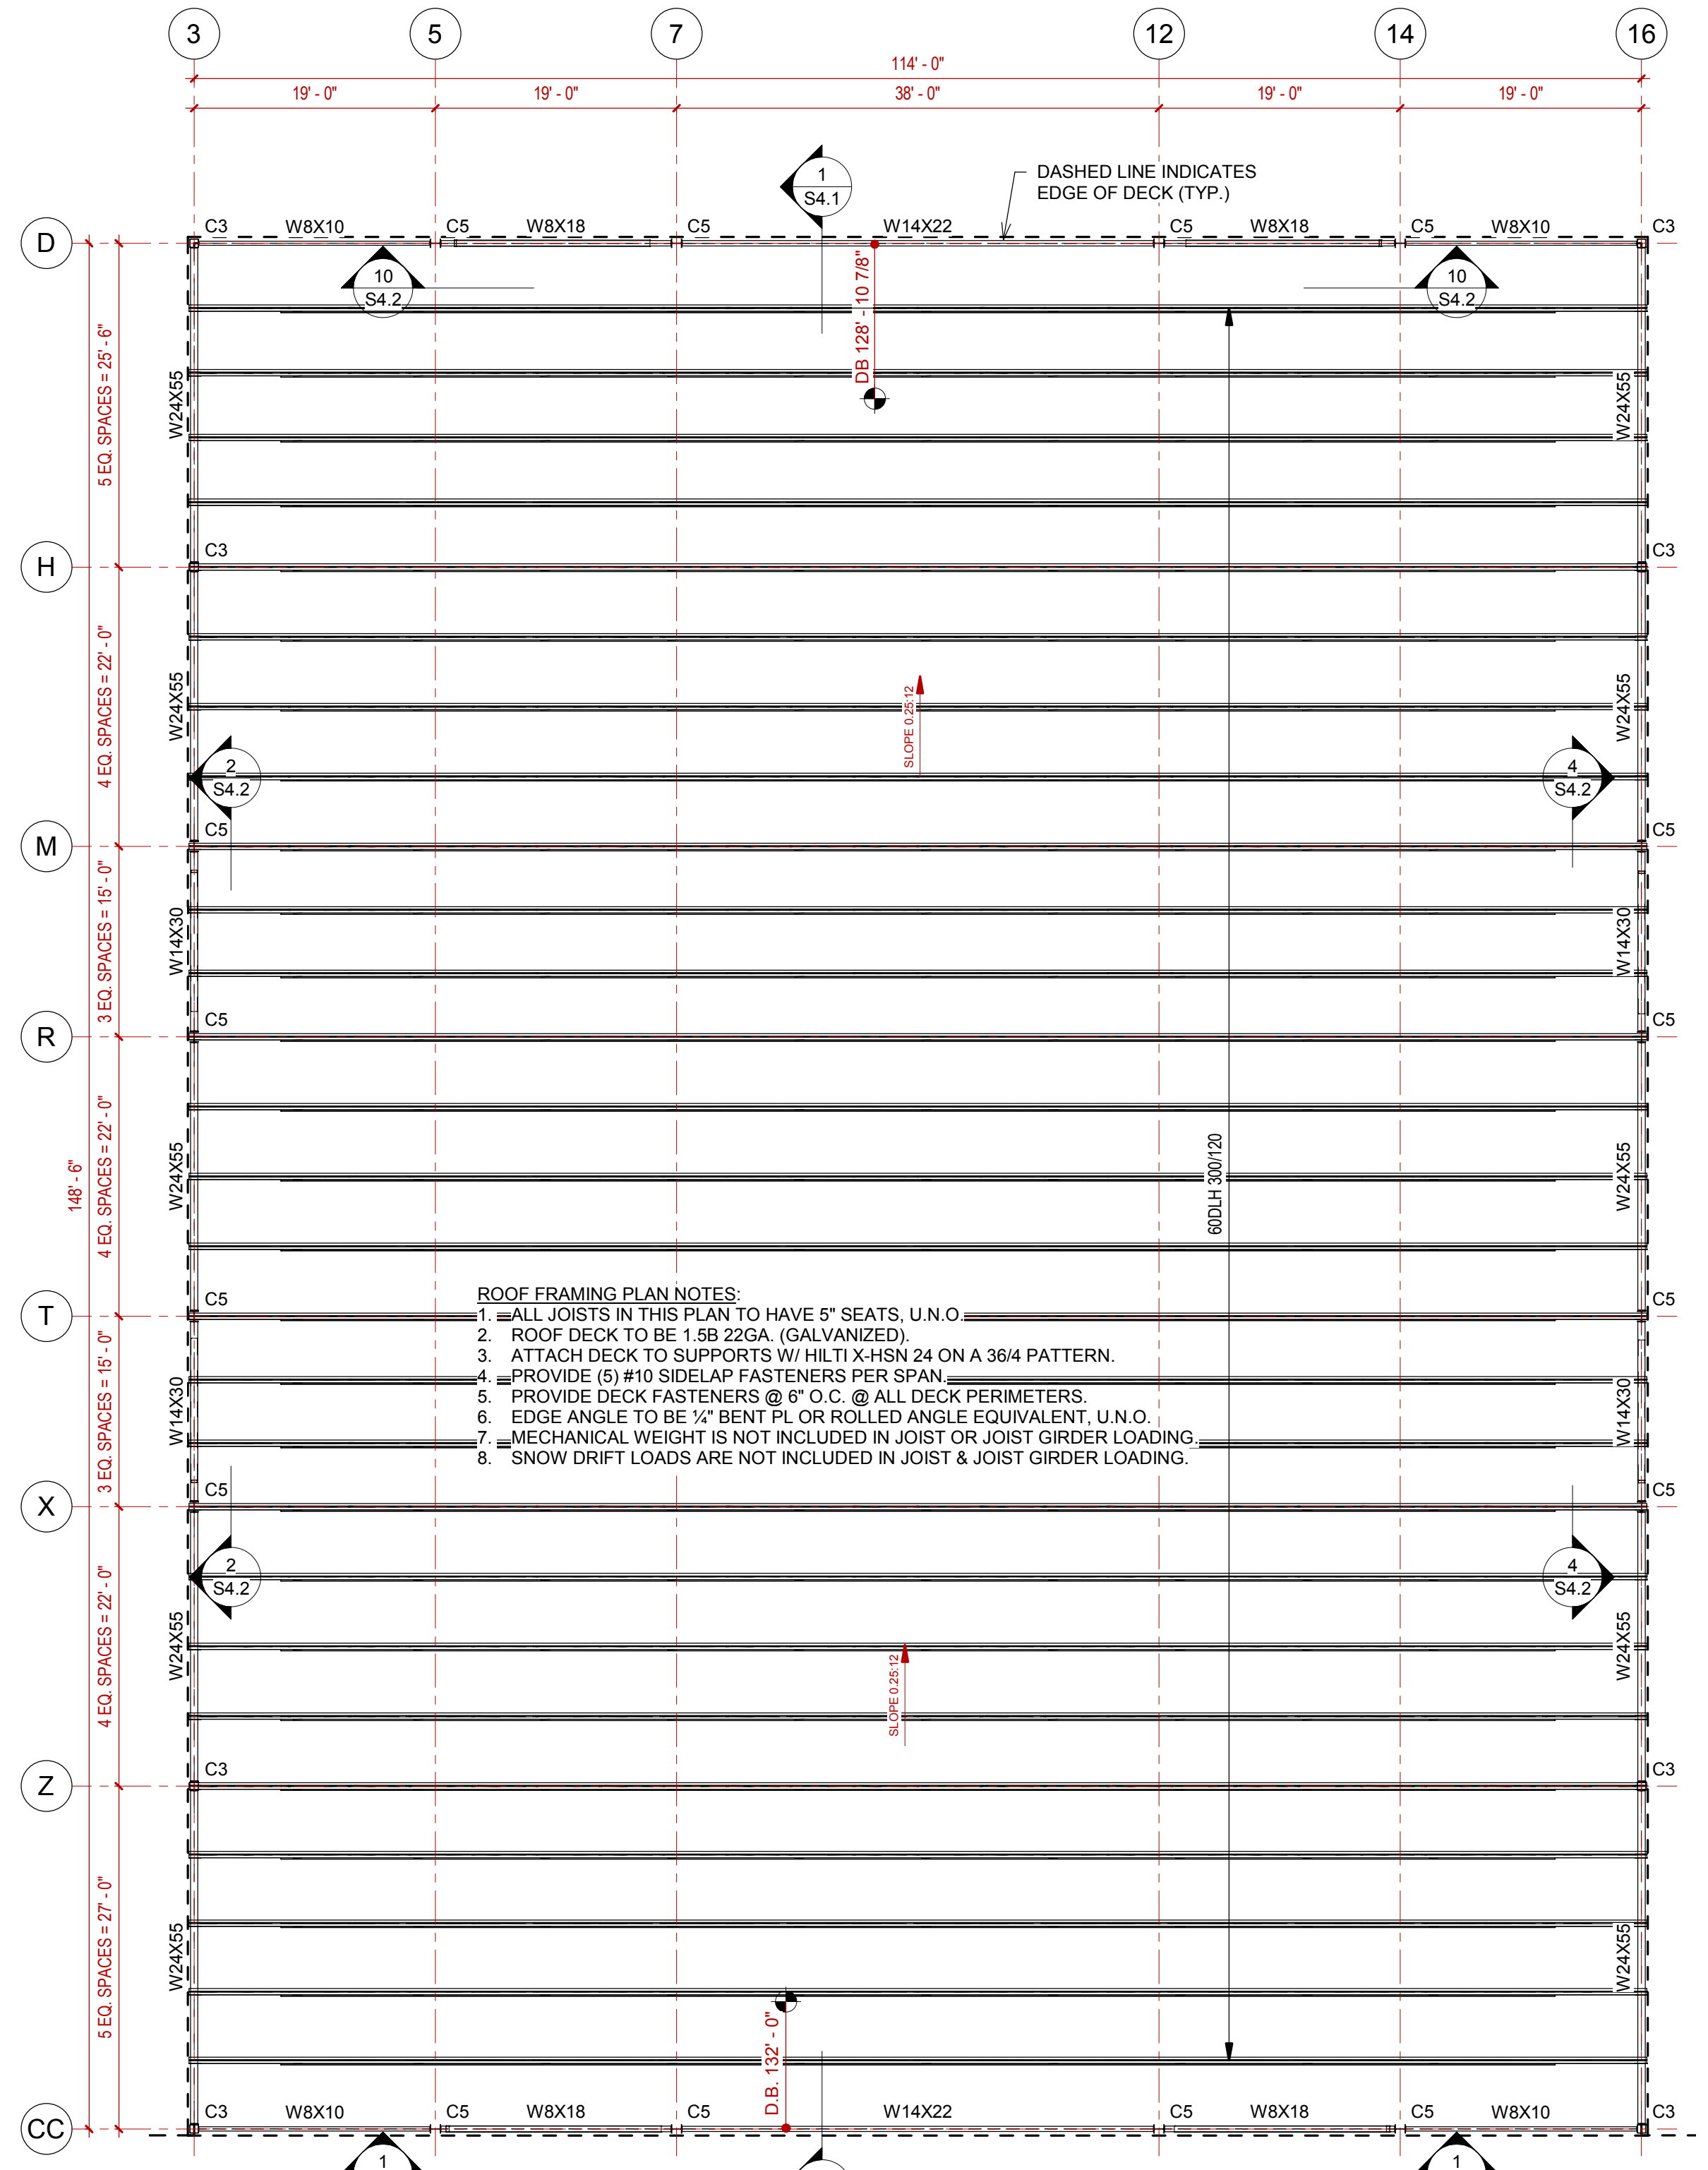 3 5 7 12 14 16
114' - 0"
19' - 0" 19' - 0" 38' - 0" 19' - 0" 19' - 0"
1
S4.1
DASHED LINE INDICATES
EDGE OF DECK (TYP.)
D C3 W8X10 C5 W8X18 C5 W14X22 C5 W8X18 C5 W8X10 C3
10
S4.2
10
S4.2
DB 128' - 10 7/8"
5 EQ. SPACES = 25' - 6"
W24X55
W24X55
H C3 C3
4 EQ. SPACES = 22' - 0"
W24X55
SLOPE 0.25:12
W24X55
2
S4.2
4
S4.2
M C5 C5
3 EQ. SPACES = 15' - 0"
W14X30
W14X30
R C5 C5
148' - 6"
4 EQ. SPACES = 22' - 0"
W24X55
60DLH 300/120
W24X55
T C5 C5
ROOF FRAMING PLAN NOTES:
1. ALL JOISTS IN THIS PLAN TO HAVE 5" SEATS, U.N.O.
2. ROOF DECK TO BE 1.5B 22GA. (GALVANIZED).
3. ATTACH DECK TO SUPPORTS W/ HILTI X-HSN 24 ON A 36/4 PATTERN.
4. PROVIDE (5) #10 SIDELAP FASTENERS PER SPAN.
5. PROVIDE DECK FASTENERS @ 6" O.C. @ ALL DECK PERIMETERS.
6. EDGE ANGLE TO BE ¼" BENT PL OR ROLLED ANGLE EQUIVALENT, U.N.O.
7. MECHANICAL WEIGHT IS NOT INCLUDED IN JOIST OR JOIST GIRDER LOADING.
8. SNOW DRIFT LOADS ARE NOT INCLUDED IN JOIST & JOIST GIRDER LOADING.
3 EQ. SPACES = 15' - 0"
W14X30
W14X30
X C5 C5
2
S4.2
4
S4.2
4 EQ. SPACES = 22' - 0"
W24X55
SLOPE 0.25:12
W24X55
Z C3 C3
5 EQ. SPACES = 27' - 0"
W24X55
W24X55
D.B. 132' - 0"
CC C3 W8X10 C5 W8X18 C5 W14X22 C5 W8X18 C5 W8X10 C3
1 1